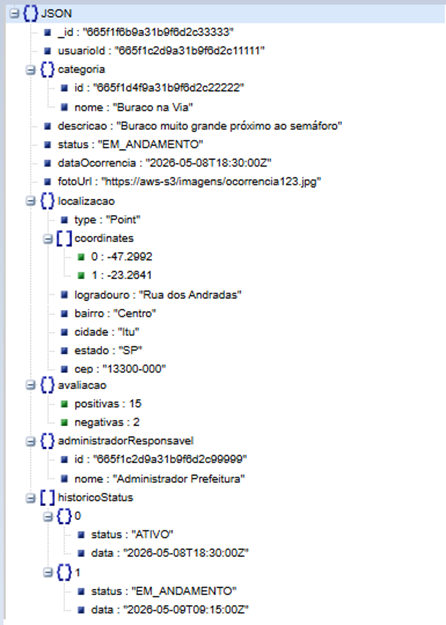 JSON
_id : "665f1f6b9a31b9f6d2c33333"
usuarioId : "665f1c2d9a31b9f6d2c11111"
categoria
id : "665f1d4f9a31b9f6d2c22222"
nome : "Buraco na Via"
descricao : "Buraco muito grande próximo ao semáforo"
status : "EM_ANDAMENTO"
dataOcorrencia : "2026-05-08T18:30:00Z"
fotoUrl : "https://aws-s3/imagens/ocorrencia123.jpg"
localizacao
type : "Point"
coordinates
0 : -47.2992
1 : -23.2641
logradouro : "Rua dos Andradas"
bairro : "Centro"
cidade : "Itu"
estado : "SP"
cep : "13300-000"
avaliacao
positivas : 15
negativas : 2
administradorResponsavel
id : "665f1c2d9a31b9f6d2c99999"
nome : "Administrador Prefeitura"
historicoStatus
0
status : "ATIVO"
data : "2026-05-08T18:30:00Z"
1
status : "EM_ANDAMENTO"
data : "2026-05-09T09:15:00Z"